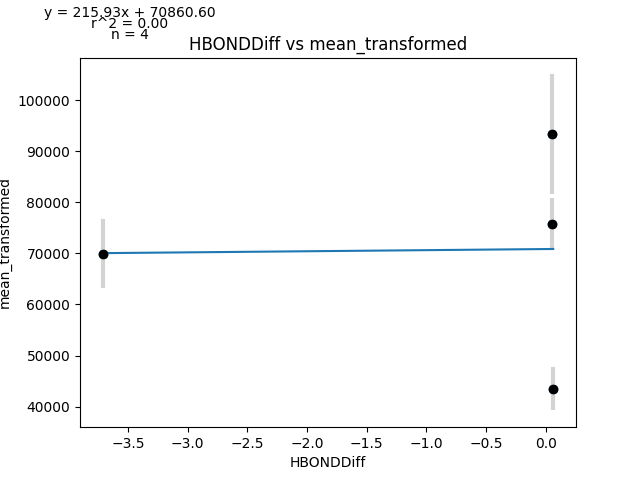 y = 215.93x + 70860.60
r^2 = 0.00
n = 4
HBONDDiff vs mean_transformed
100000
90000
80000
70000
60000
50000
40000
mean_transformed
−3.5 −3.0 −2.5 −2.0 −1.5 −1.0 −0.5 0.0
HBONDDiff